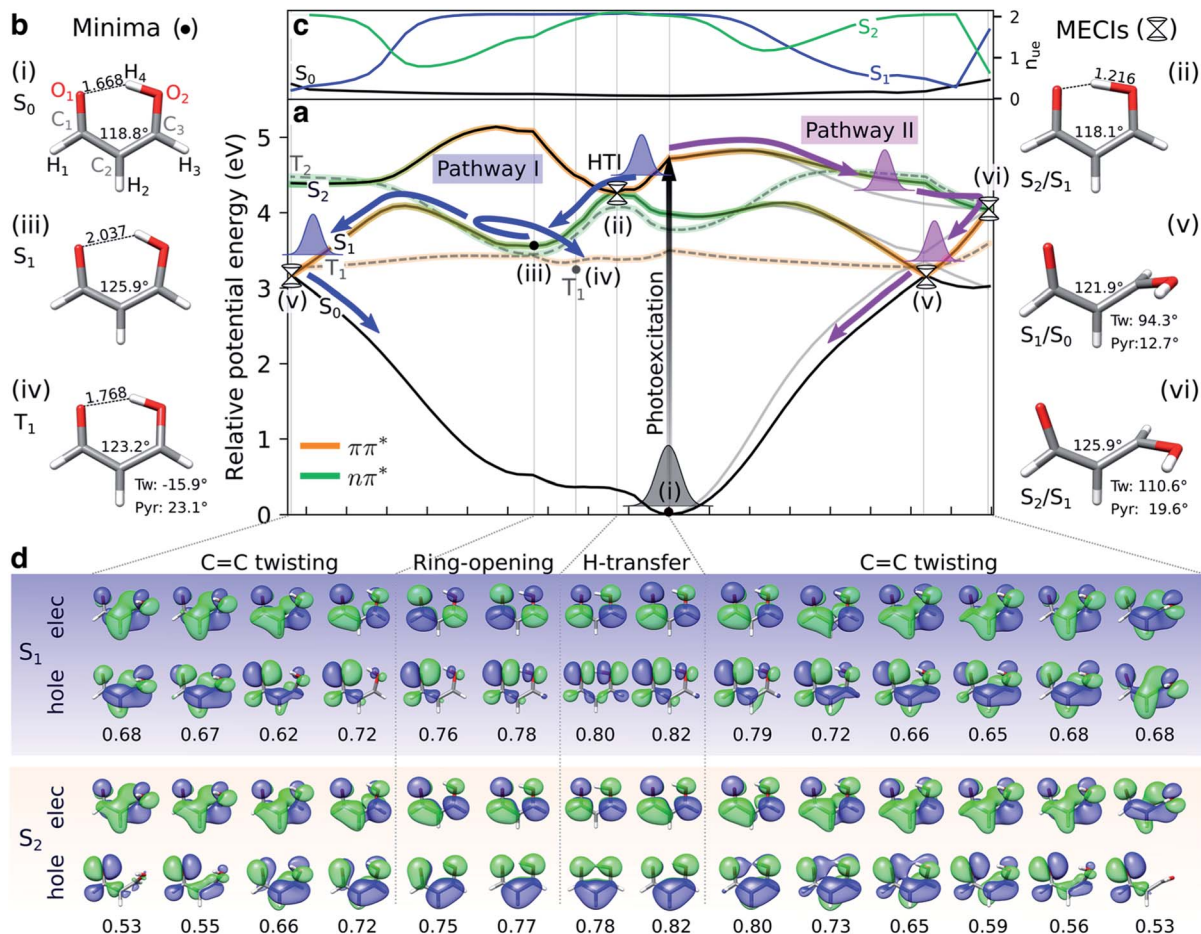 b Minima (•)
(i)
S0
O1
1.668
H4
O2
C1
118.8°
C3
H1
C2
H3
H2
(iii)
S1
2.037
125.9°
(iv)
T1
1.768
123.2°
Tw: -15.9°
Pyr: 23.1°
c
S0
S2
S1
2
1
0
nue
a
Relative potential energy (eV)
5
4
3
2
1
0
T2
S2
Pathway I
HTI
Pathway II
(vi)
(ii)
S1
(iii)
(iv)
T1
T1
(v)
S0
(v)
Photoexcitation
ππ*
nπ*
(i)
MECIs
(ii)
1.216
118.1°
S2/S1
(v)
121.9°
S1/S0
Tw: 94.3°
Pyr:12.7°
(vi)
125.9°
S2/S1
Tw: 110.6°
Pyr: 19.6°
d
C=C twisting Ring-opening H-transfer C=C twisting
S1
elec
hole
0.68 0.67 0.62 0.72 0.76 0.78 0.80 0.82 0.79 0.72 0.66 0.65 0.68 0.68
S2
elec
hole
0.53 0.55 0.66 0.72 0.75 0.77 0.78 0.82 0.80 0.73 0.65 0.59 0.56 0.53